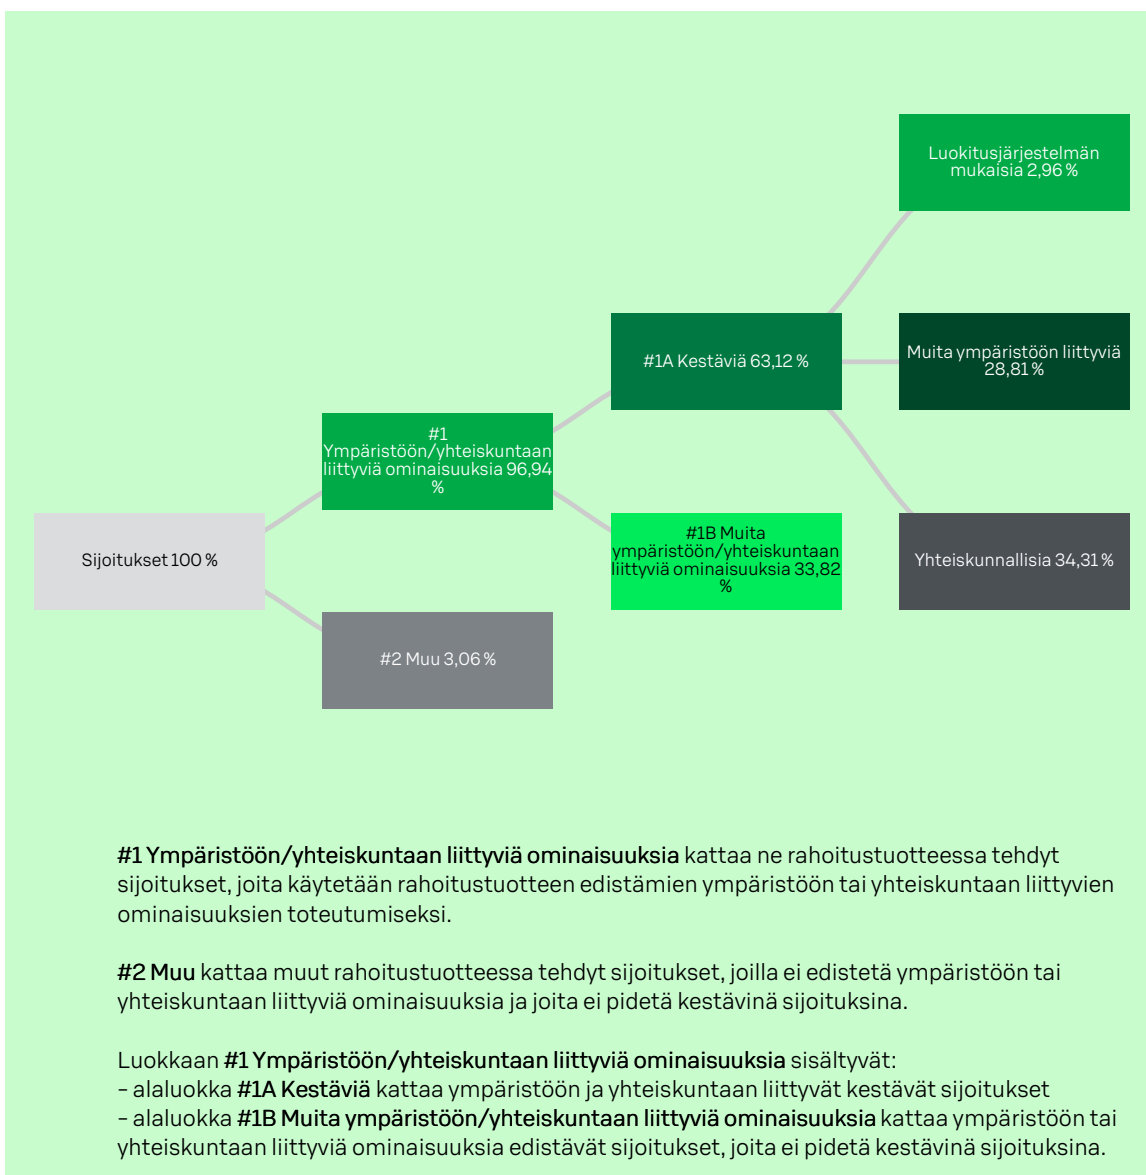 Luokitusjärjestelmän
mukaisia 2,96 %
#1A Kestäviä 63,12 %
Muita ympäristöön liittyviä
28,81 %
#1
Ympäristöön/yhteiskuntaan
liittyviä ominaisuuksia 96,94
%
Sijoitukset 100 %
#1B Muita
ympäristöön/yhteiskuntaan
liittyviä ominaisuuksia 33,82
%
Yhteiskunnallisia 34,31 %
#2 Muu 3,06 %
#1 Ympäristöön/yhteiskuntaan liittyviä ominaisuuksia kattaa ne rahoitustuotteessa tehdyt
sijoitukset, joita käytetään rahoitustuotteen edistämien ympäristöön tai yhteiskuntaan liittyvien
ominaisuuksien toteutumiseksi.
#2 Muu kattaa muut rahoitustuotteessa tehdyt sijoitukset, joilla ei edistetä ympäristöön tai
yhteiskuntaan liittyviä ominaisuuksia ja joita ei pidetä kestävinä sijoituksina.
Luokkaan #1 Ympäristöön/yhteiskuntaan liittyviä ominaisuuksia sisältyvät:
– alaluokka #1A Kestäviä kattaa ympäristöön ja yhteiskuntaan liittyvät kestävät sijoitukset
– alaluokka #1B Muita ympäristöön/yhteiskuntaan liittyviä ominaisuuksia kattaa ympäristöön tai
yhteiskuntaan liittyviä ominaisuuksia edistävät sijoitukset, joita ei pidetä kestävinä sijoituksina.